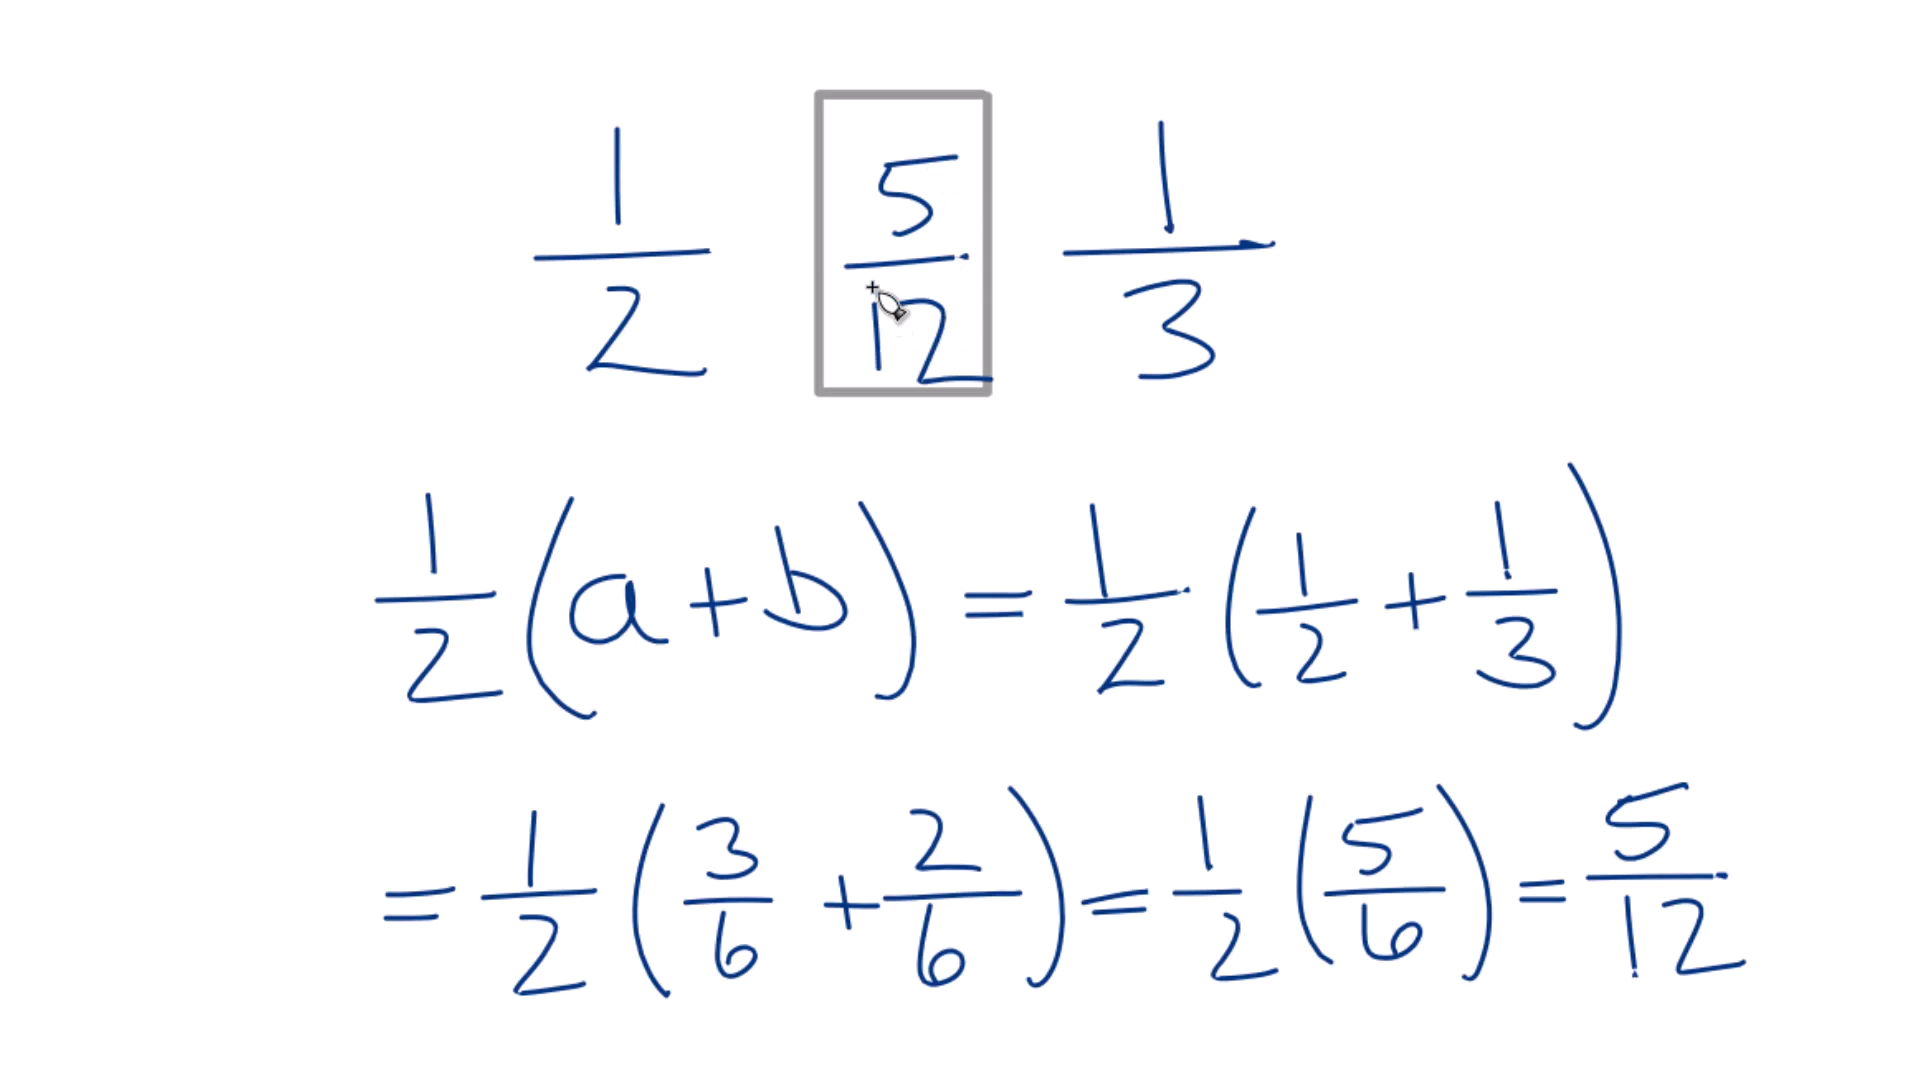 1/2 5/12 1/3
1/2 (a+b) = 1/2 (1/2 + 1/3)
= 1/2 (3/6 + 2/6) = 1/2 (5/6) = 5/12